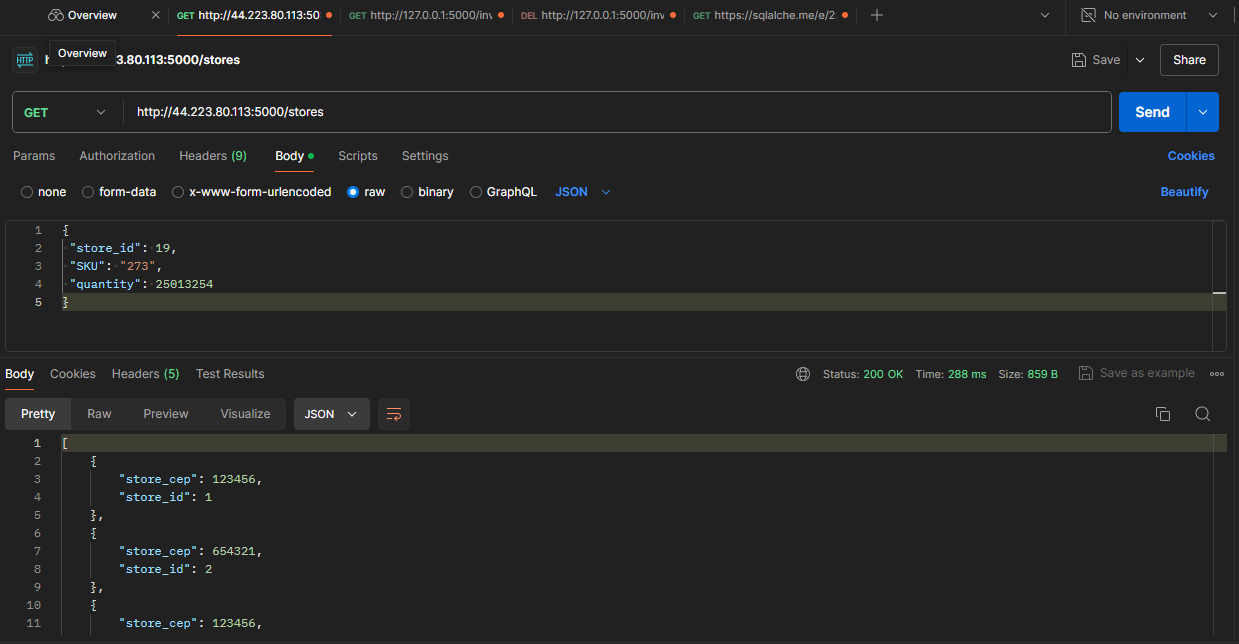 Overview
GET http://44.223.80.113:50
GET http://127.0.0.1:5000/inv
DEL http://127.0.0.1:5000/inv
GET https://sqlalche.me/e/2
No environment
Overview
HTTP
3.80.113:5000/stores
Save
Share
GET
http://44.223.80.113:5000/stores
Send
Params Authorization Headers (9) Body Scripts Settings
Cookies
none form-data x-www-form-urlencoded raw binary GraphQL JSON
Beautify
1 {
2 "store_id": 19,
3 "SKU": "273",
4 "quantity": 25013254
5 }
Body Cookies Headers (5) Test Results
Status: 200 OK Time: 288 ms Size: 859 B
Save as example
Pretty Raw Preview Visualize JSON
1 [
2 {
3 "store_cep": 123456,
4 "store_id": 1
5 },
6 {
7 "store_cep": 654321,
8 "store_id": 2
9 },
10 {
11 "store_cep": 123456,